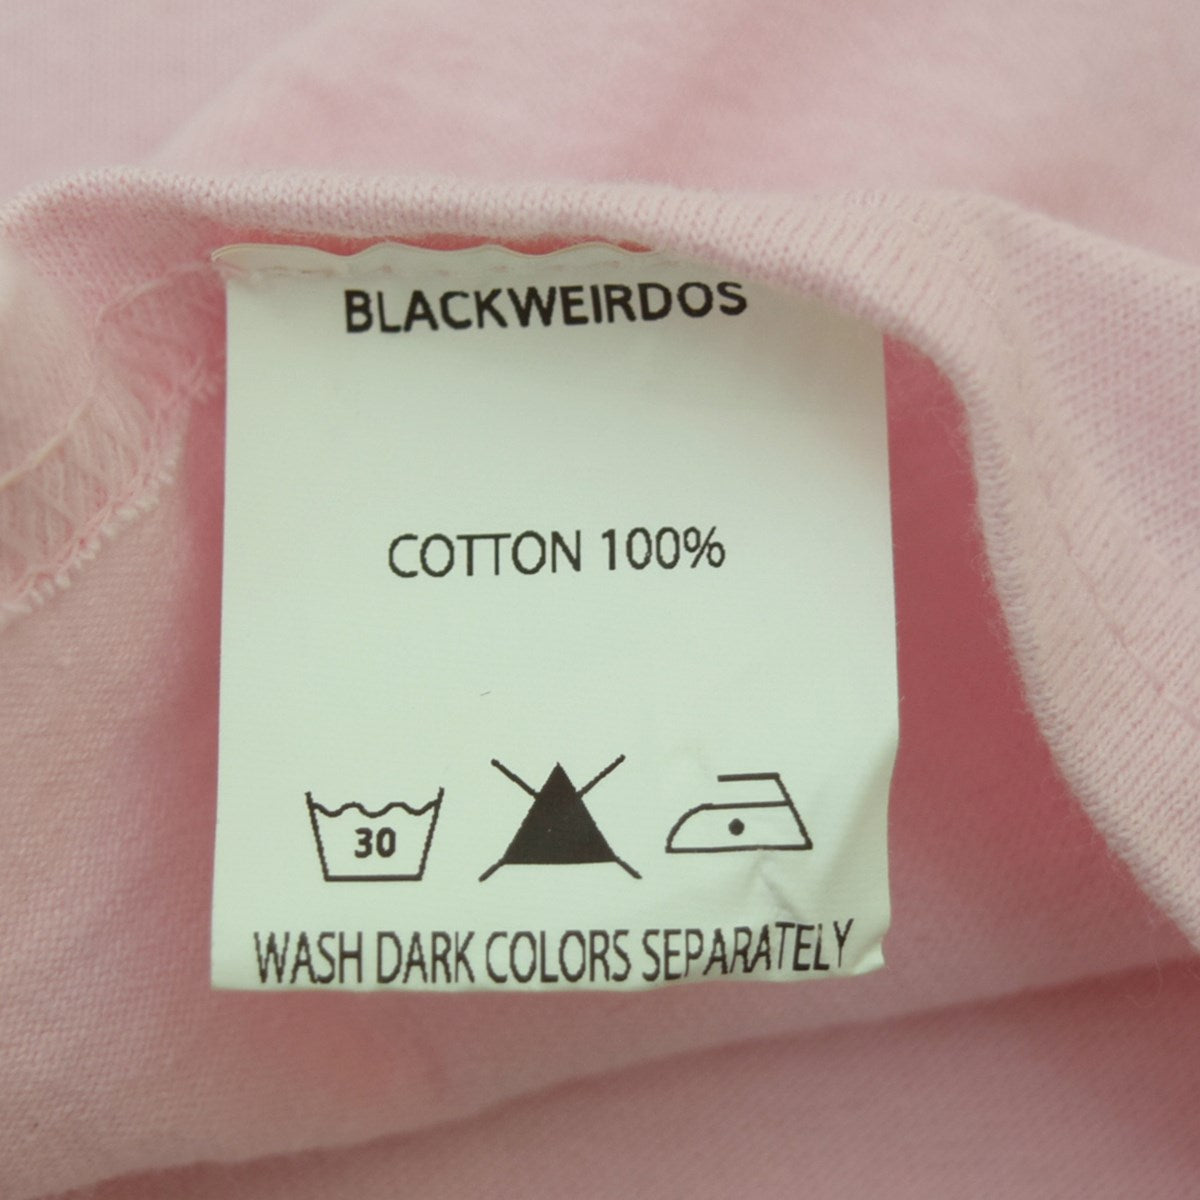 BLACKWEIRDOS
COTTON 100%
30
WASH DARK COLORS SEPARATELY